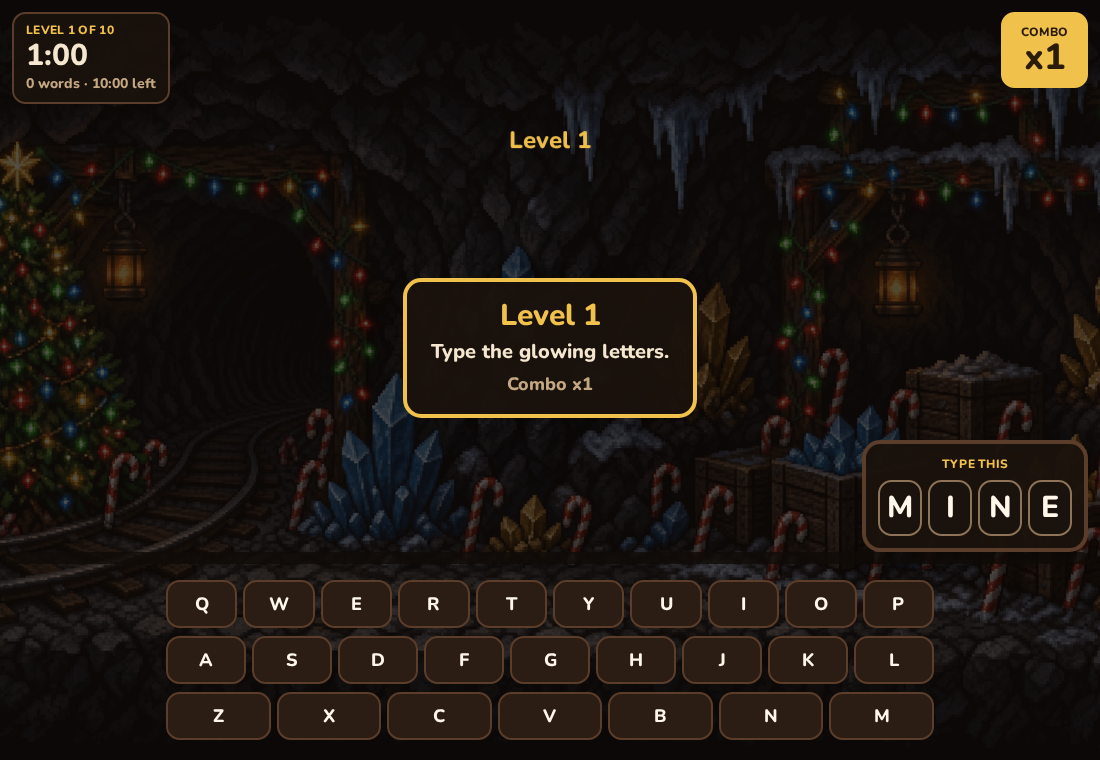 LEVEL 1 OF 10
1:00
0 words · 10:00 left
COMBO
x1
Level 1
Level 1
Type the glowing letters.
Combo x1
TYPE THIS
M I N E
Q W E R T Y U I O P
A S D F G H J K L
Z X C V B N M